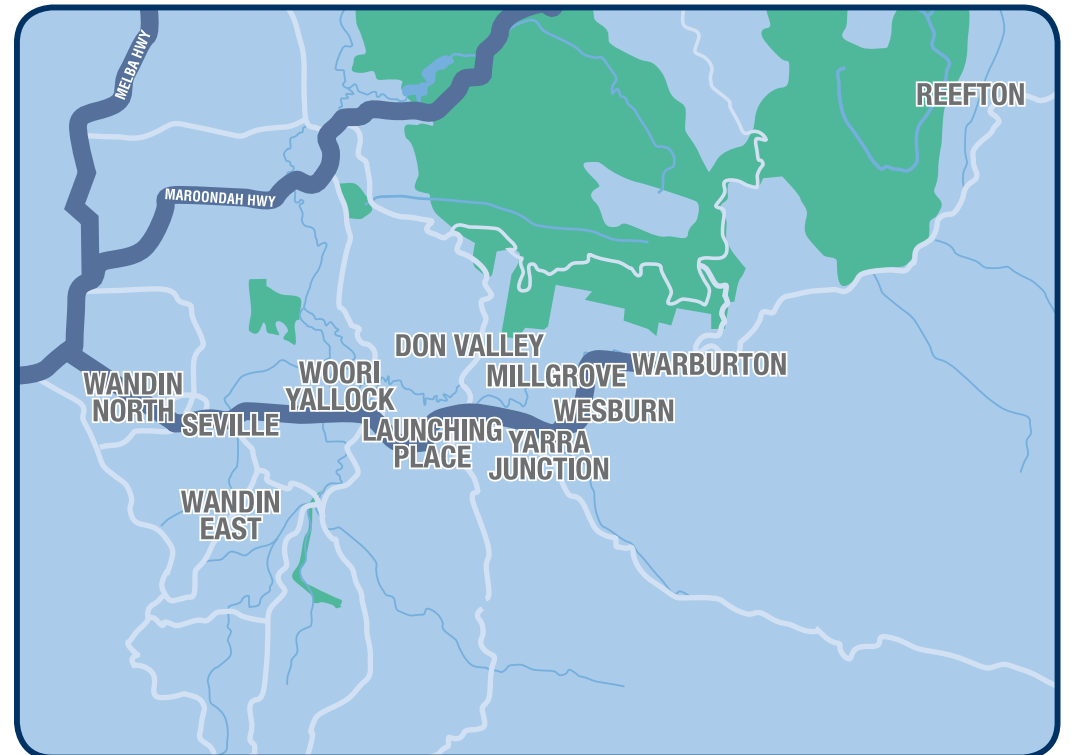 MELBA HWY
REEFTON
MAROONDAH HWY
DON VALLEY
WOORI
YALLOCK
MILLGROVE
WARBURTON
WANDIN
NORTH
SEVILLE
WESBURN
LAUNCHING
PLACE
YARRA
JUNCTION
WANDIN
EAST